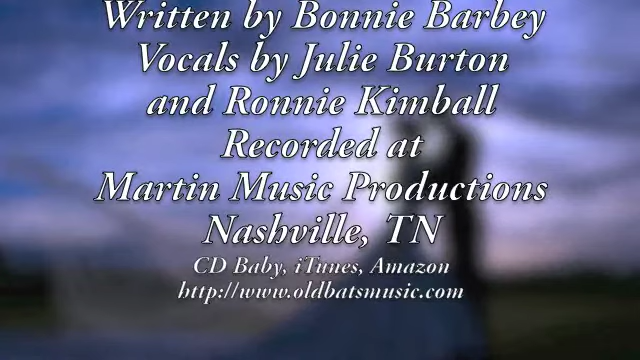 Written by Bonnie Barbey
Vocals by Julie Burton
and Ronnie Kimball
Recorded at
Martin Music Productions
Nashville, TN
CD Baby, iTunes, Amazon
http://www.oldbatsmusic.com